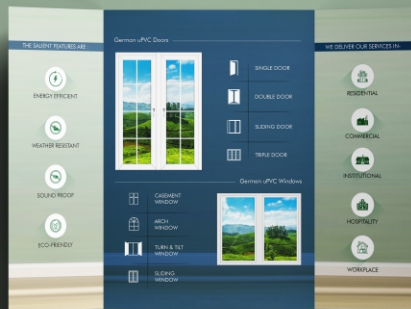 THE SALIENT FEATURES ARE
ENERGY EFFICIENT
WEATHER RESISTANT
SOUND PROOF
ECO-FRIENDLY
German uPVC Doors
SINGLE DOOR
DOUBLE DOOR
SLIDING DOOR
TRIPLE DOOR
German uPVC Windows
CASEMENT
WINDOW
ARCH
WINDOW
TURN & TILT
WINDOW
SLIDING
WINDOW
WE DELIVER OUR SERVICES IN-
RESIDENTIAL
COMMERCIAL
INSTITUTIONAL
HOSPITALITY
WORKPLACE